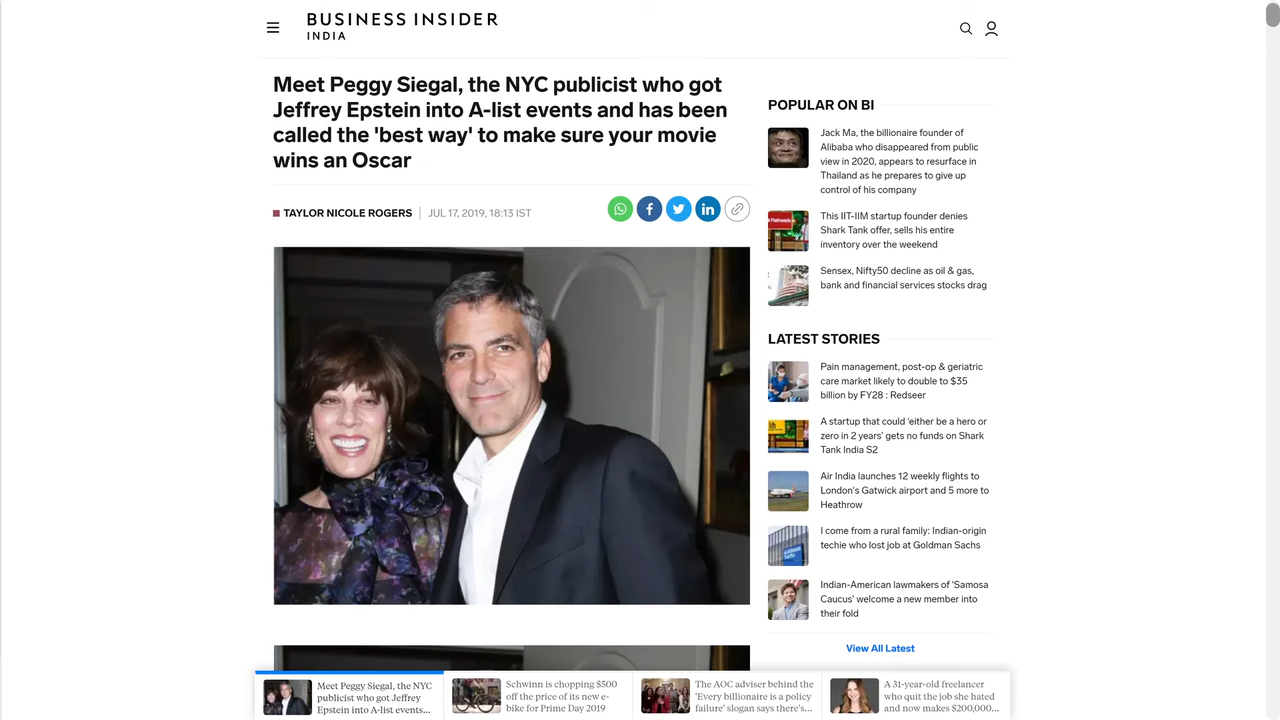 BUSINESS INSIDER
INDIA
Meet Peggy Siegal, the NYC publicist who got
Jeffrey Epstein into A-list events and has been
called the 'best way' to make sure your movie
wins an Oscar
TAYLOR NICOLE ROGERS JUL 17, 2019, 18:13 IST
POPULAR ON BI
Jack Ma, the billionaire founder of
Alibaba who disappeared from public
view in 2020, appears to resurface in
Thailand as he prepares to give up
control of his company
This IIT-IIM startup founder denies
Shark Tank offer, sells his entire
inventory over the weekend
Sensex, Nifty50 decline as oil & gas,
bank and financial services stocks drag
LATEST STORIES
Pain management, post-op & geriatric
care market likely to double to $35
billion by FY28 : Redseer
A startup that could ‘either be a hero or
zero in 2 years’ gets no funds on Shark
Tank India S2
Air India launches 12 weekly flights to
London's Gatwick airport and 5 more to
Heathrow
I come from a rural family: Indian-origin
techie who lost job at Goldman Sachs
Indian-American lawmakers of 'Samosa
Caucus' welcome a new member into
their fold
View All Latest
Meet Peggy Siegal, the NYC
publicist who got Jeffrey
Epstein into A-list events...
Schwinn is chopping $500
off the price of its new e-
bike for Prime Day 2019
The AOC adviser behind the
'Every billionaire is a policy
failure' slogan says there's...
A 31-year-old freelancer
who quit the job she hated
and now makes $200,000...